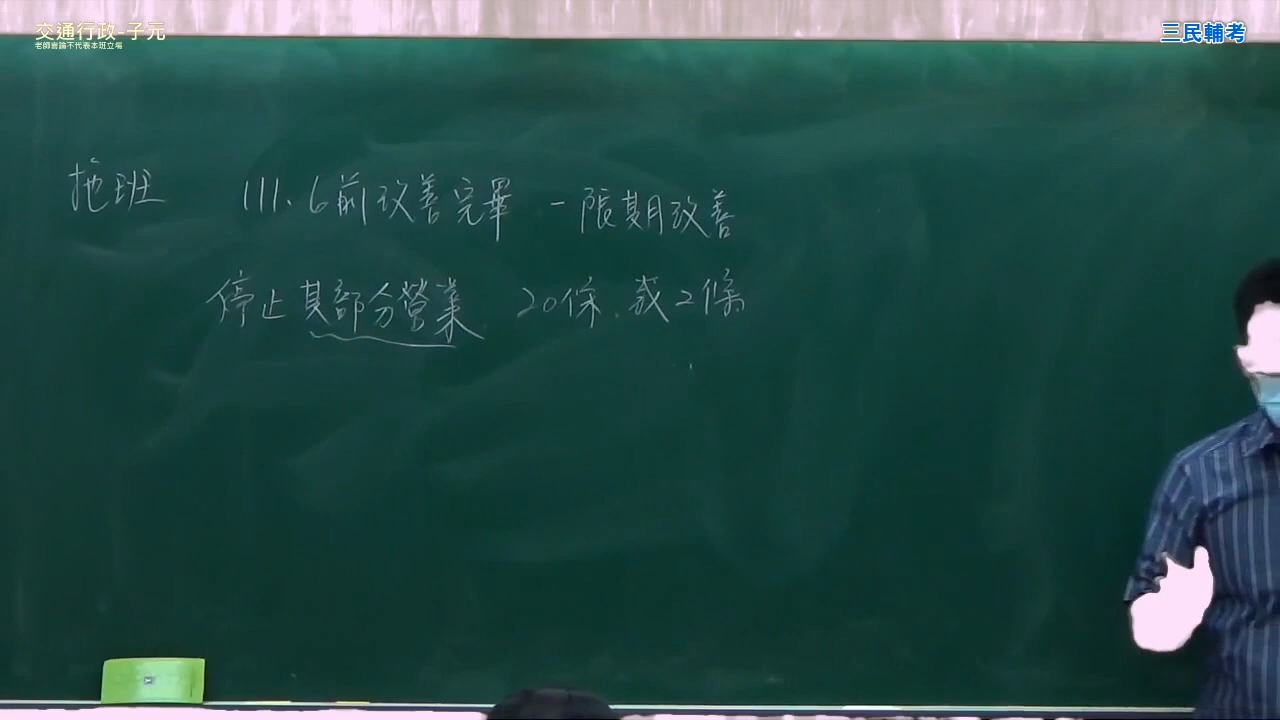 交通行政-子元
老師言論不代表本班立場
三民輔考
拖班 111.6前改善完畢 - 限期改善
停止其部分營業 20條.減2條